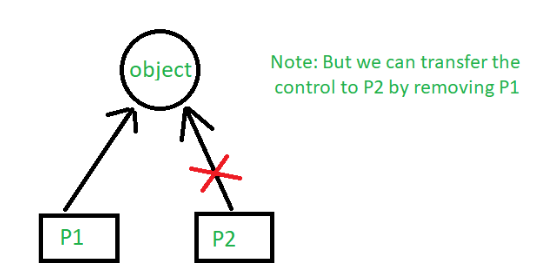 object
Note: But we can transfer the
control to P2 by removing P1
P1
P2